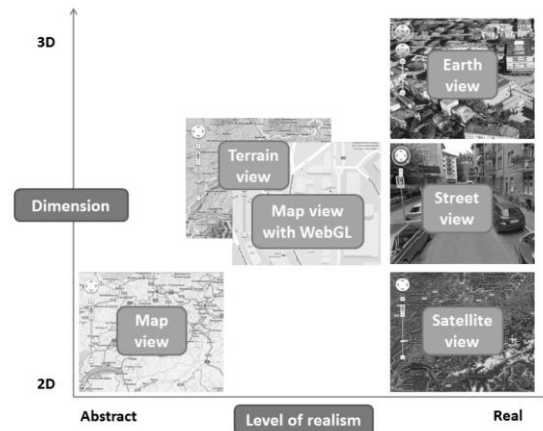 3D
Earth
view
Terrain
view
Map view
with WebGL
Street
view
Dimension
Map
view
Satellite
view
2D
Abstract
Level of realism
Real